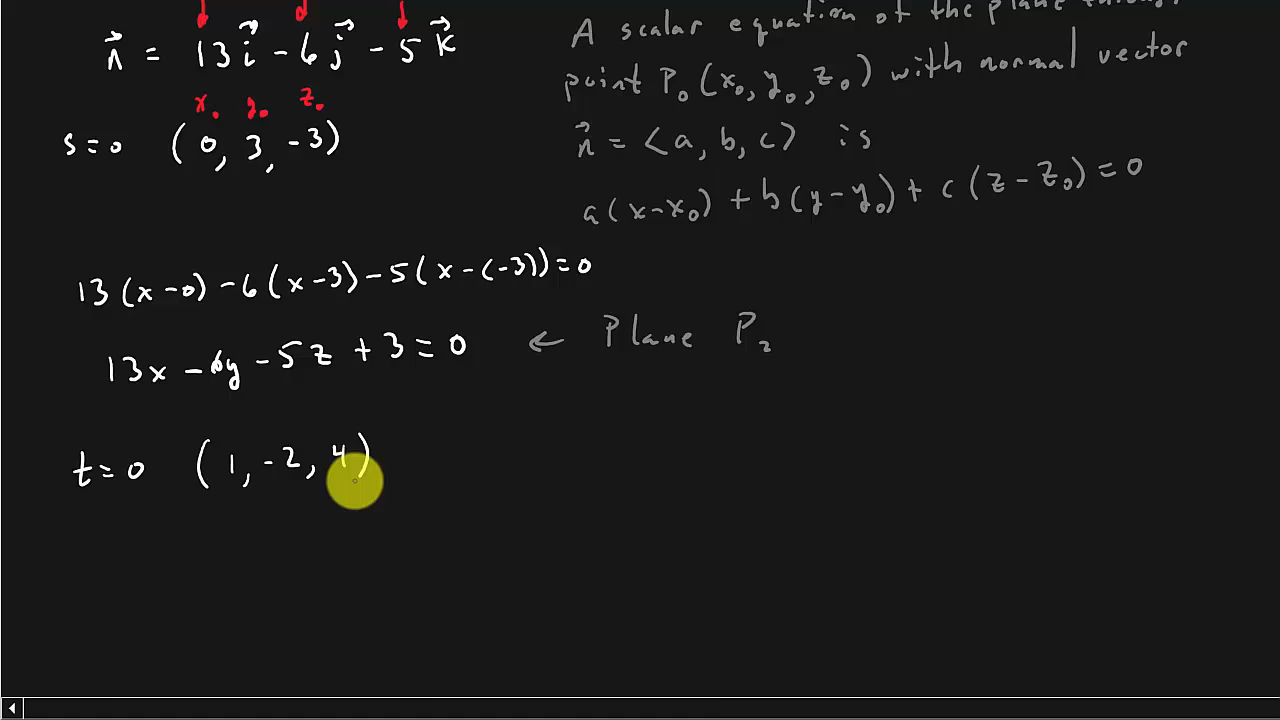 n⃗ = 13 i⃗ - 6 j⃗ - 5 k⃗
x₀ y₀ z₀
s=0 (0, 3, -3)
A scalar equation of the plane through
point P₀(x₀, y₀, z₀) with normal vector
n⃗ = ⟨a, b, c⟩ is
a(x-x₀) + b(y-y₀) + c(z-z₀) = 0
13(x-0) -6(x-3) -5(x-(-3)) = 0
13x - 6y - 5z + 3 = 0 ← Plane P₂
t=0 (1, -2, 4)